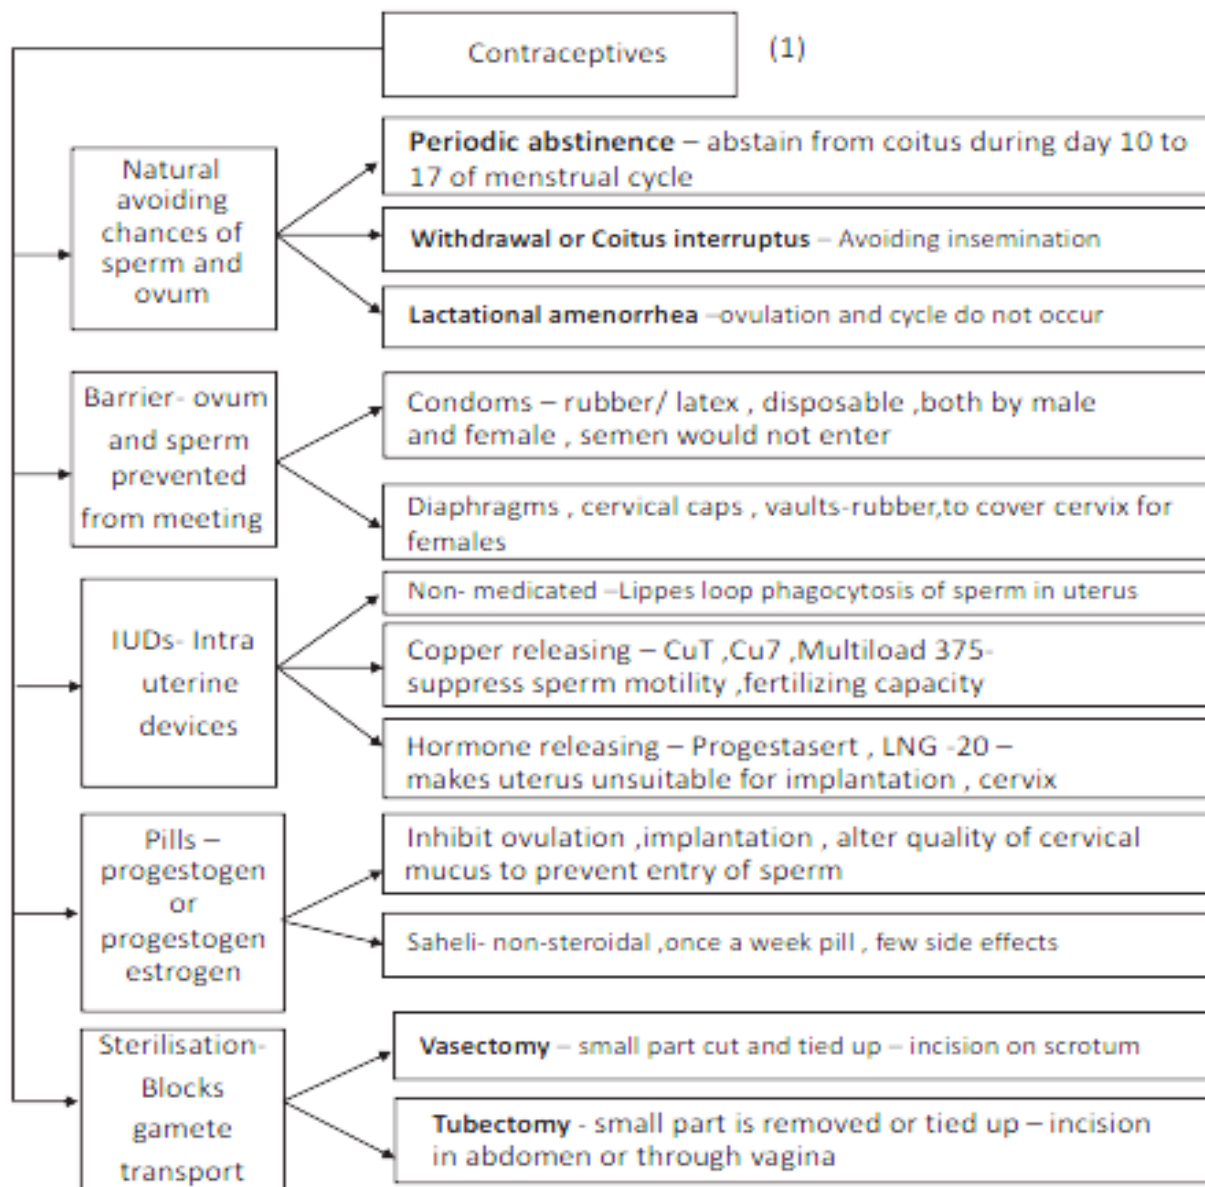 Contraceptives
(1)
Natural
avoiding
chances of
sperm and
ovum
Periodic abstinence – abstain from coitus during day 10 to
17 of menstrual cycle
Withdrawal or Coitus interruptus – Avoiding insemination
Lactational amenorrhea –ovulation and cycle do not occur
Barrier- ovum
and sperm
prevented
from meeting
Condoms – rubber/ latex , disposable ,both by male
and female , semen would not enter
Diaphragms , cervical caps , vaults-rubber,to cover cervix for
females
IUDs- Intra
uterine
devices
Non- medicated –Lippes loop phagocytosis of sperm in uterus
Copper releasing – CuT ,Cu7 ,Multiload 375-
suppress sperm motility ,fertilizing capacity
Hormone releasing – Progestasert , LNG -20 –
makes uterus unsuitable for implantation , cervix
Pills –
progestogen
or
progestogen
estrogen
Inhibit ovulation ,implantation , alter quality of cervical
mucus to prevent entry of sperm
Saheli- non-steroidal ,once a week pill , few side effects
Sterilisation-
Blocks
gamete
transport
Vasectomy – small part cut and tied up – incision on scrotum
Tubectomy - small part is removed or tied up – incision
in abdomen or through vagina